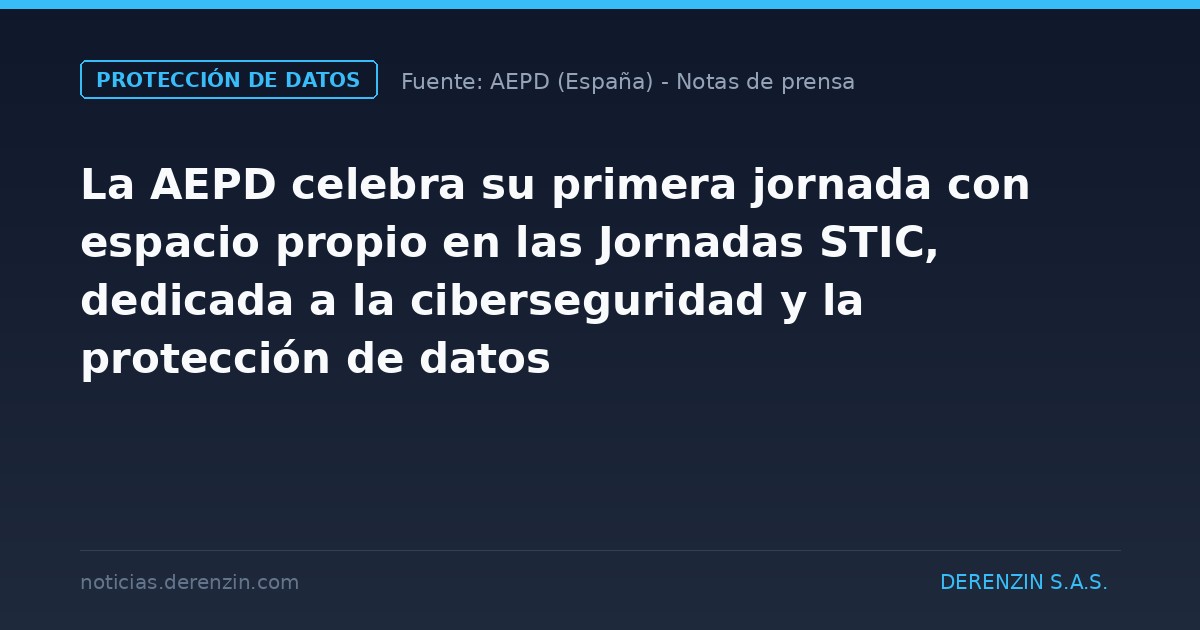 PROTECCIÓN DE DATOS
Fuente: AEPD (España) - Notas de prensa
La AEPD celebra su primera jornada con
espacio propio en las Jornadas STIC,
dedicada a la ciberseguridad y la
protección de datos
noticias.derenzin.com
DERENZIN S.A.S.